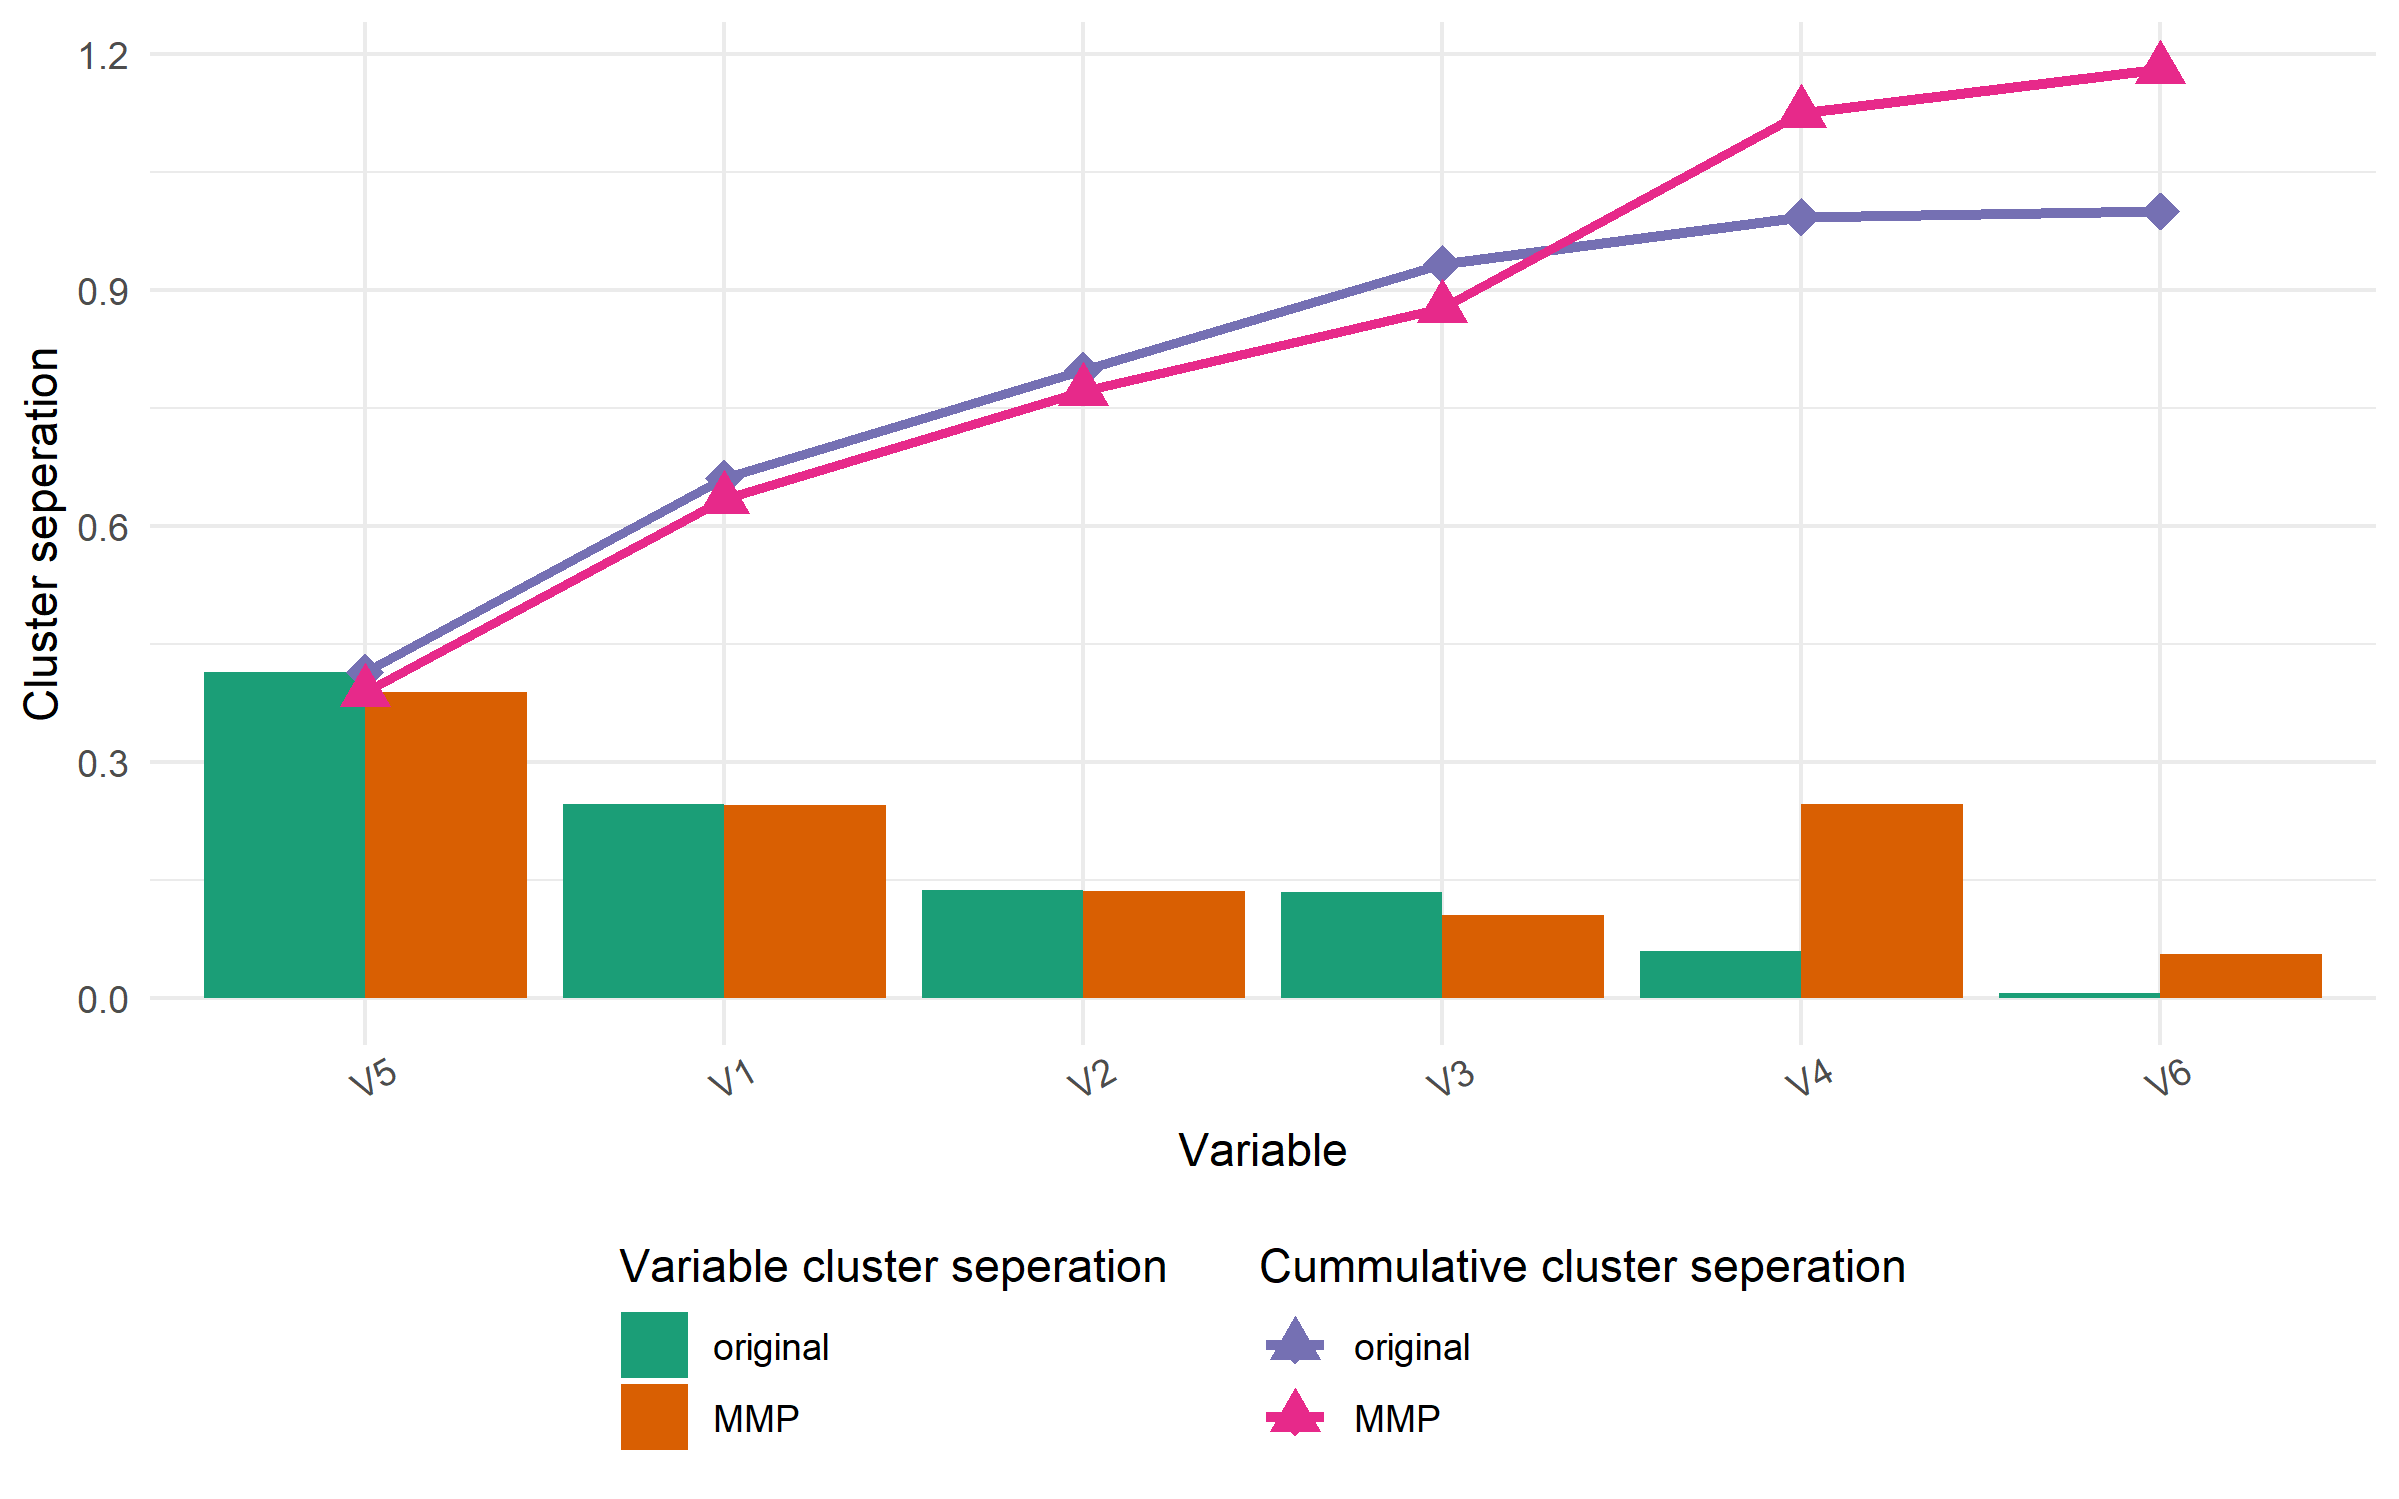 1.2
0.9
0.6
0.3
0.0
Cluster seperation
V5 V1 V2 V3 V4 V6
Variable
Variable cluster seperation
original
MMP
Cummulative cluster seperation
original
MMP